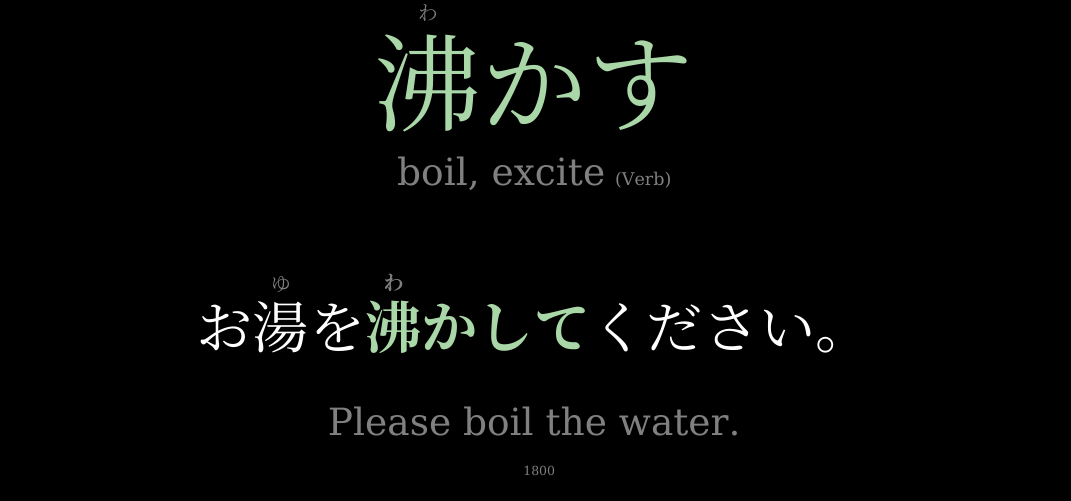 わ
沸かす
boil, excite (Verb)
ゆ わ
お湯を沸かしてください。
Please boil the water.
1800